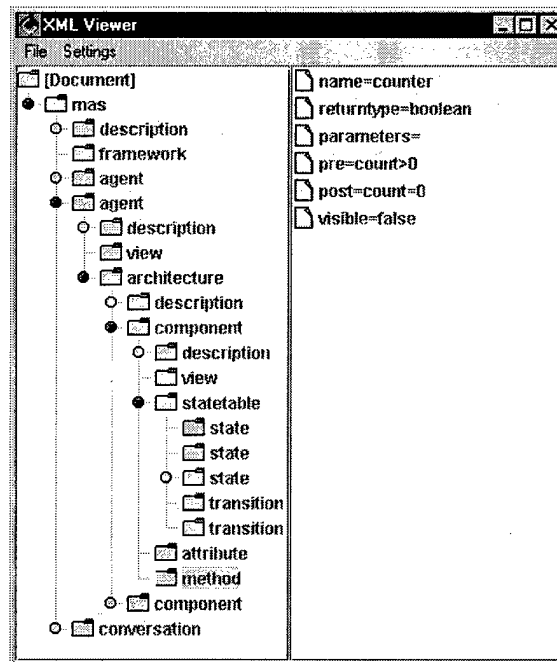 XML Viewer
File Settings
[Document]
mas
description
framework
agent
agent
description
view
architecture
description
component
description
view
statetable
state
state
state
transition
transition
attribute
method
component
conversation
name=counter
returntype=boolean
parameters=
pre=count>0
post=count=0
visible=false